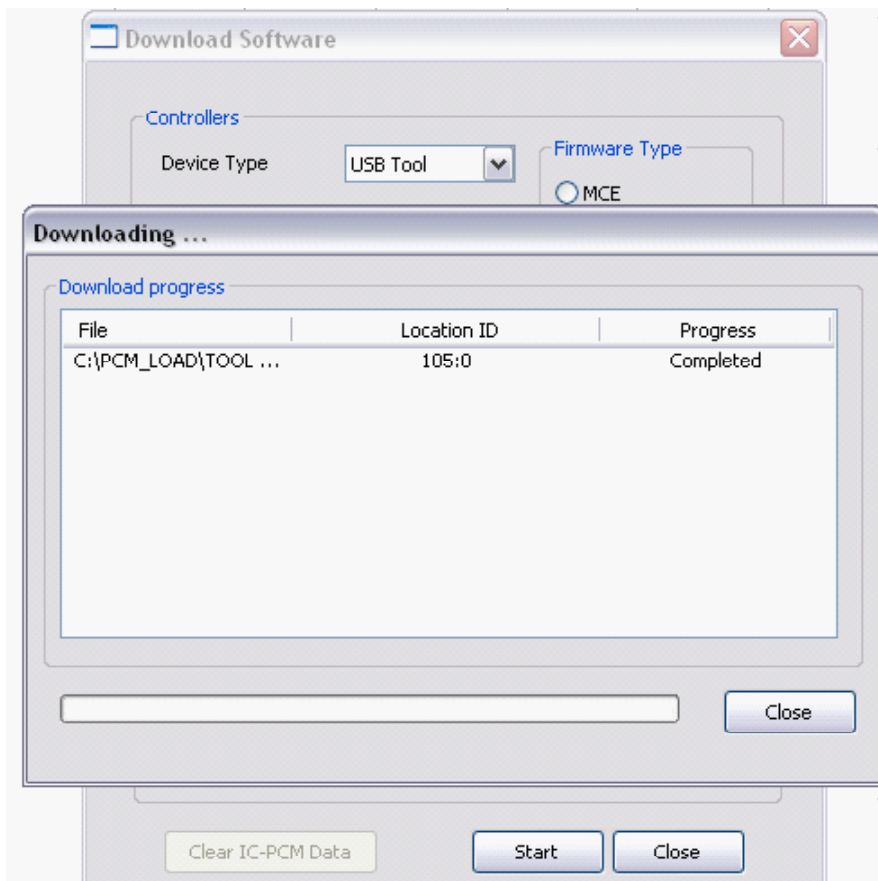 Download Software
Controllers
Device Type USB Tool
Firmware Type
MCE
Downloading ...
Download progress
File Location ID Progress
C:\PCM_LOAD\TOOL ... 105:0 Completed
Close
Clear IC-PCM Data Start Close